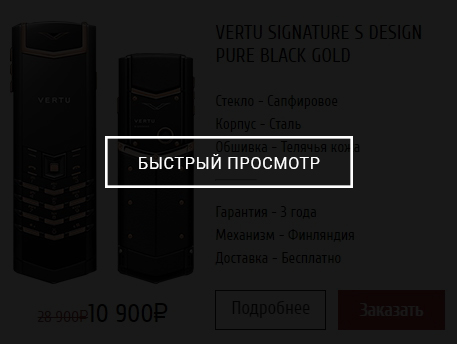 VERTU SIGNATURE S DESIGN
PURE BLACK GOLD
VERTU
Стекло - Сапфировое
Корпус - Сталь
Обшивка - Телячья кожа
БЫСТРЫЙ ПРОСМОТР
Гарантия - 3 года
Механизм - Финляндия
Доставка - Бесплатно
28 900₽ 10 900₽
Подробнее
Заказать